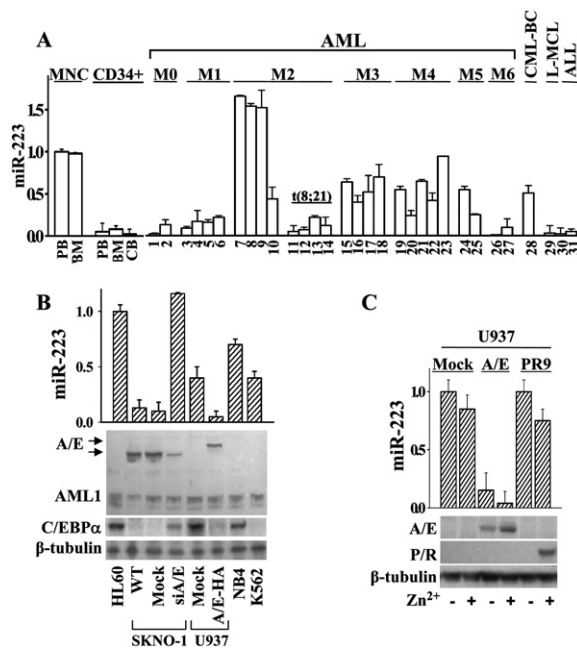 A
AML
MNC CD34+ M0 M1 M2 M3 M4 M5 M6 CML-BC L-MCL ALL
miR-223
1.5
1.0
0.5
0
t(8;21)
PB BM PB BM CB 1 2 3 4 5 6 7 8 9 10 11 12 13 14 15 16 17 18 19 20 21 22 23 24 25 26 27 28 29 30 31
B
miR-223
1.0
0.5
0
A/E
AML1
C/EBPα
β-tubulin
HL60 WT Mock siA/E Mock A/E-HA NB4 K562
SKNO-1 U937
C
U937
Mock A/E PR9
miR-223
1.0
0.5
0
A/E
P/R
β-tubulin
Zn2+ - + - + - +